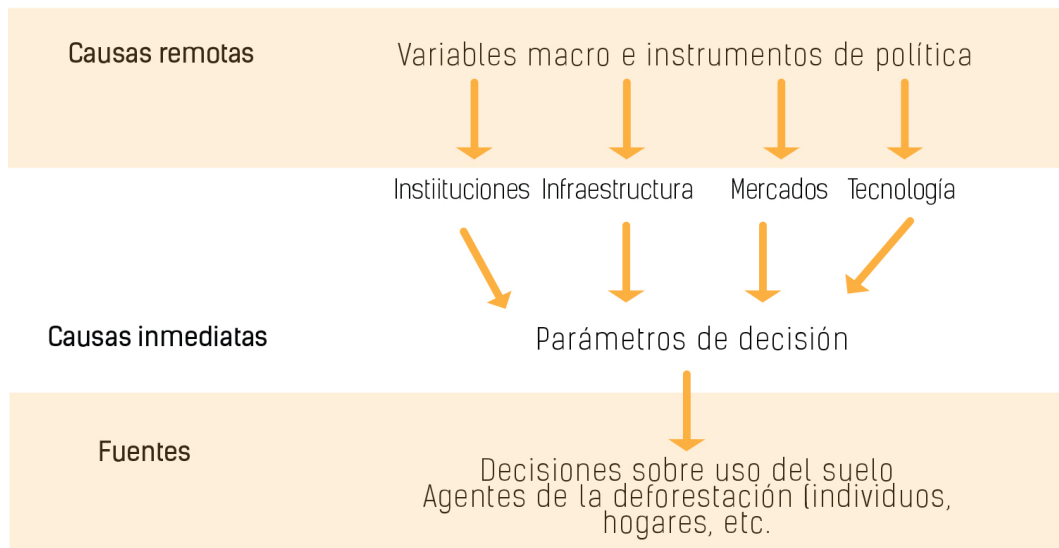 Causas remotas
Variables macro e instrumentos de política
Instiituciones Infraestructura Mercados Tecnología
Causas inmediatas
Parámetros de decisión
Fuentes
Decisiones sobre uso del suelo
Agentes de la deforestación (individuos,
hogares, etc.